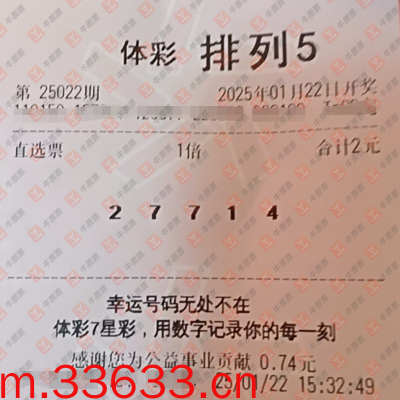 体彩 排列5
第 25022期 2025年01月22日开奖
直选票 1倍 合计2元
2 7 7 1 4
幸运号码无处不在
体彩7星彩，用数字记录你的每一刻
感谢您为公益事业贡献 0.74元
m.33633.cn 25/01/22 15:32:49